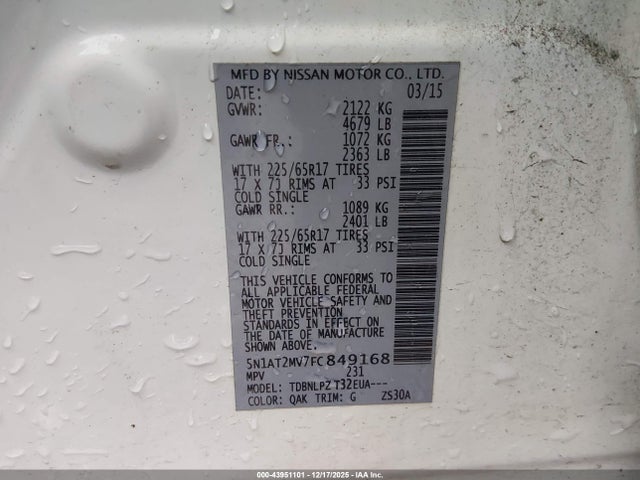 MFD BY NISSAN MOTOR CO., LTD.
DATE: 03/15
GVWR: 2122 KG
4679 LB
GAWR FR.: 1072 KG
2363 LB
WITH 225/65R17 TIRES
17 X 7J RIMS AT 33 PSI
COLD SINGLE
GAWR RR.: 1089 KG
2401 LB
WITH 225/65R17 TIRES
17 X 7J RIMS AT 33 PSI
COLD SINGLE
THIS VEHICLE CONFORMS TO
ALL APPLICABLE FEDERAL
MOTOR VEHICLE SAFETY AND
THEFT PREVENTION
STANDARDS IN EFFECT ON THE
DATE OF MANUFACTURE
SHOWN ABOVE.
5N1AT2MV7FC849168
MPV 231
MODEL: TDBNLPZ T32EUA---
COLOR: QAK TRIM: G ZS30A
000-43951101 - 12/17/2025 - IAA Inc.